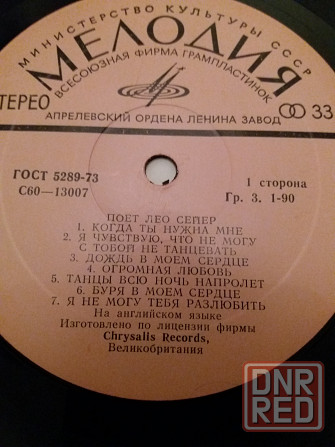 МИНИСТЕРСТВО КУЛЬТУРЫ СССР
МЕЛОДИЯ
ВСЕСОЮЗНАЯ ФИРМА ГРАМПЛАСТИНОК
СТЕРЕО
33
АПРЕЛЕВСКИЙ ОРДЕНА ЛЕНИНА ЗАВОД
ГОСТ 5289-73
С60—13007
1 сторона
Гр. 3. 1-90
ПОЕТ ЛЕО СЕЙЕР
1. КОГДА ТЫ НУЖНА МНЕ
2. Я ЧУВСТВУЮ, ЧТО НЕ МОГУ
С ТОБОЙ НЕ ТАНЦЕВАТЬ
3. ДОЖДЬ В МОЕМ СЕРДЦЕ
4. ОГРОМНАЯ ЛЮБОВЬ
5. ТАНЦЫ ВСЮ НОЧЬ НАПРОЛЕТ
6. БУРЯ В МОЕМ СЕРДЦЕ
7. Я НЕ МОГУ ТЕБЯ РАЗЛЮБИТЬ
На английском языке
Изготовлено по лицензии фирмы
Chrysalis Records,
Великобритания
DNR
RED